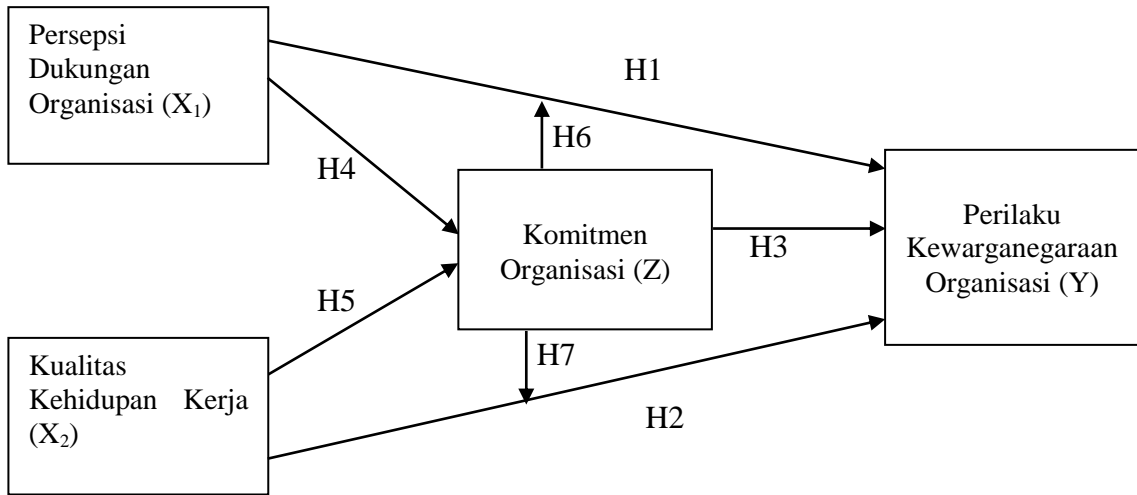 Persepsi
Dukungan
Organisasi (X₁)
H1
H6
H4
Komitmen
Organisasi (Z)
H3
Perilaku
Kewarganegaraan
Organisasi (Y)
H5
H7
Kualitas
Kehidupan Kerja
(X₂)
H2